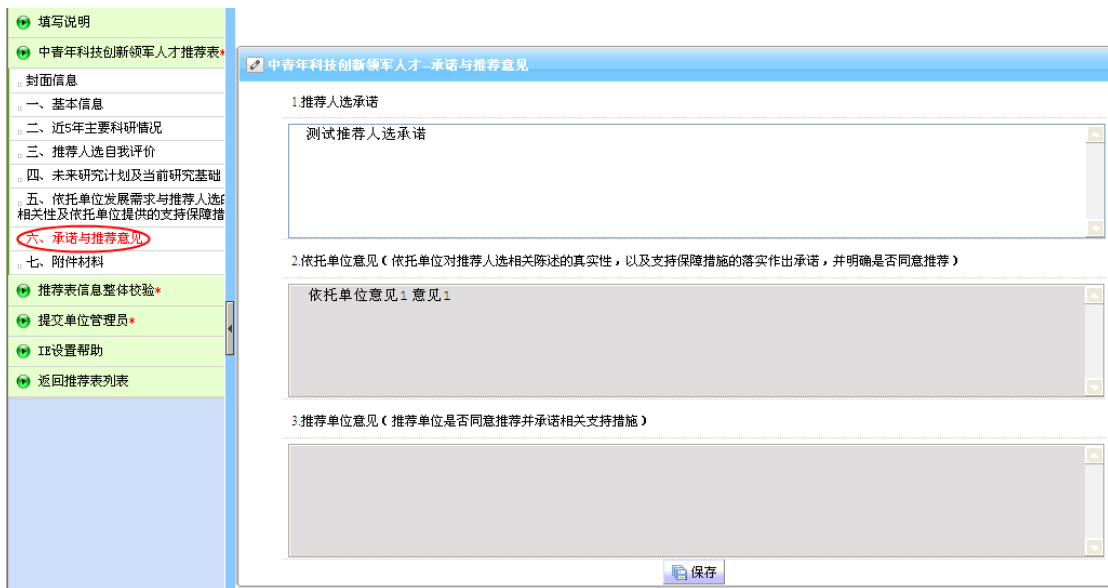 填写说明
中青年科技创新领军人才推荐表*
封面信息
一、基本信息
二、近5年主要科研情况
三、推荐人选自我评价
四、未来研究计划及当前研究基础
五、依托单位发展需求与推荐人选的
相关性及依托单位提供的支持保障措
六、承诺与推荐意见
七、附件材料
推荐表信息整体校验*
提交单位管理员*
IE设置帮助
返回推荐表列表
中青年科技创新领军人才--承诺与推荐意见
1.推荐人选承诺
测试推荐人选承诺
2.依托单位意见(依托单位对推荐人选相关陈述的真实性,以及支持保障措施的落实作出承诺,并明确是否同意推荐)
依托单位意见1 意见1
3.推荐单位意见(推荐单位是否同意推荐并承诺相关支持措施)
保存